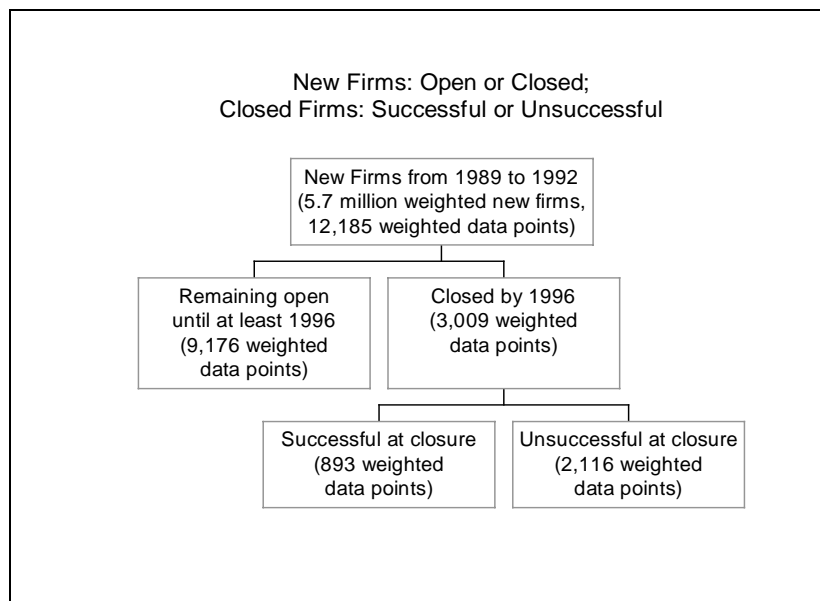 New Firms: Open or Closed;
Closed Firms: Successful or Unsuccessful
New Firms from 1989 to 1992
(5.7 million weighted new firms,
12,185 weighted data points)
Remaining open
until at least 1996
(9,176 weighted
data points)
Closed by 1996
(3,009 weighted
data points)
Successful at closure
(893 weighted
data points)
Unsuccessful at closure
(2,116 weighted
data points)